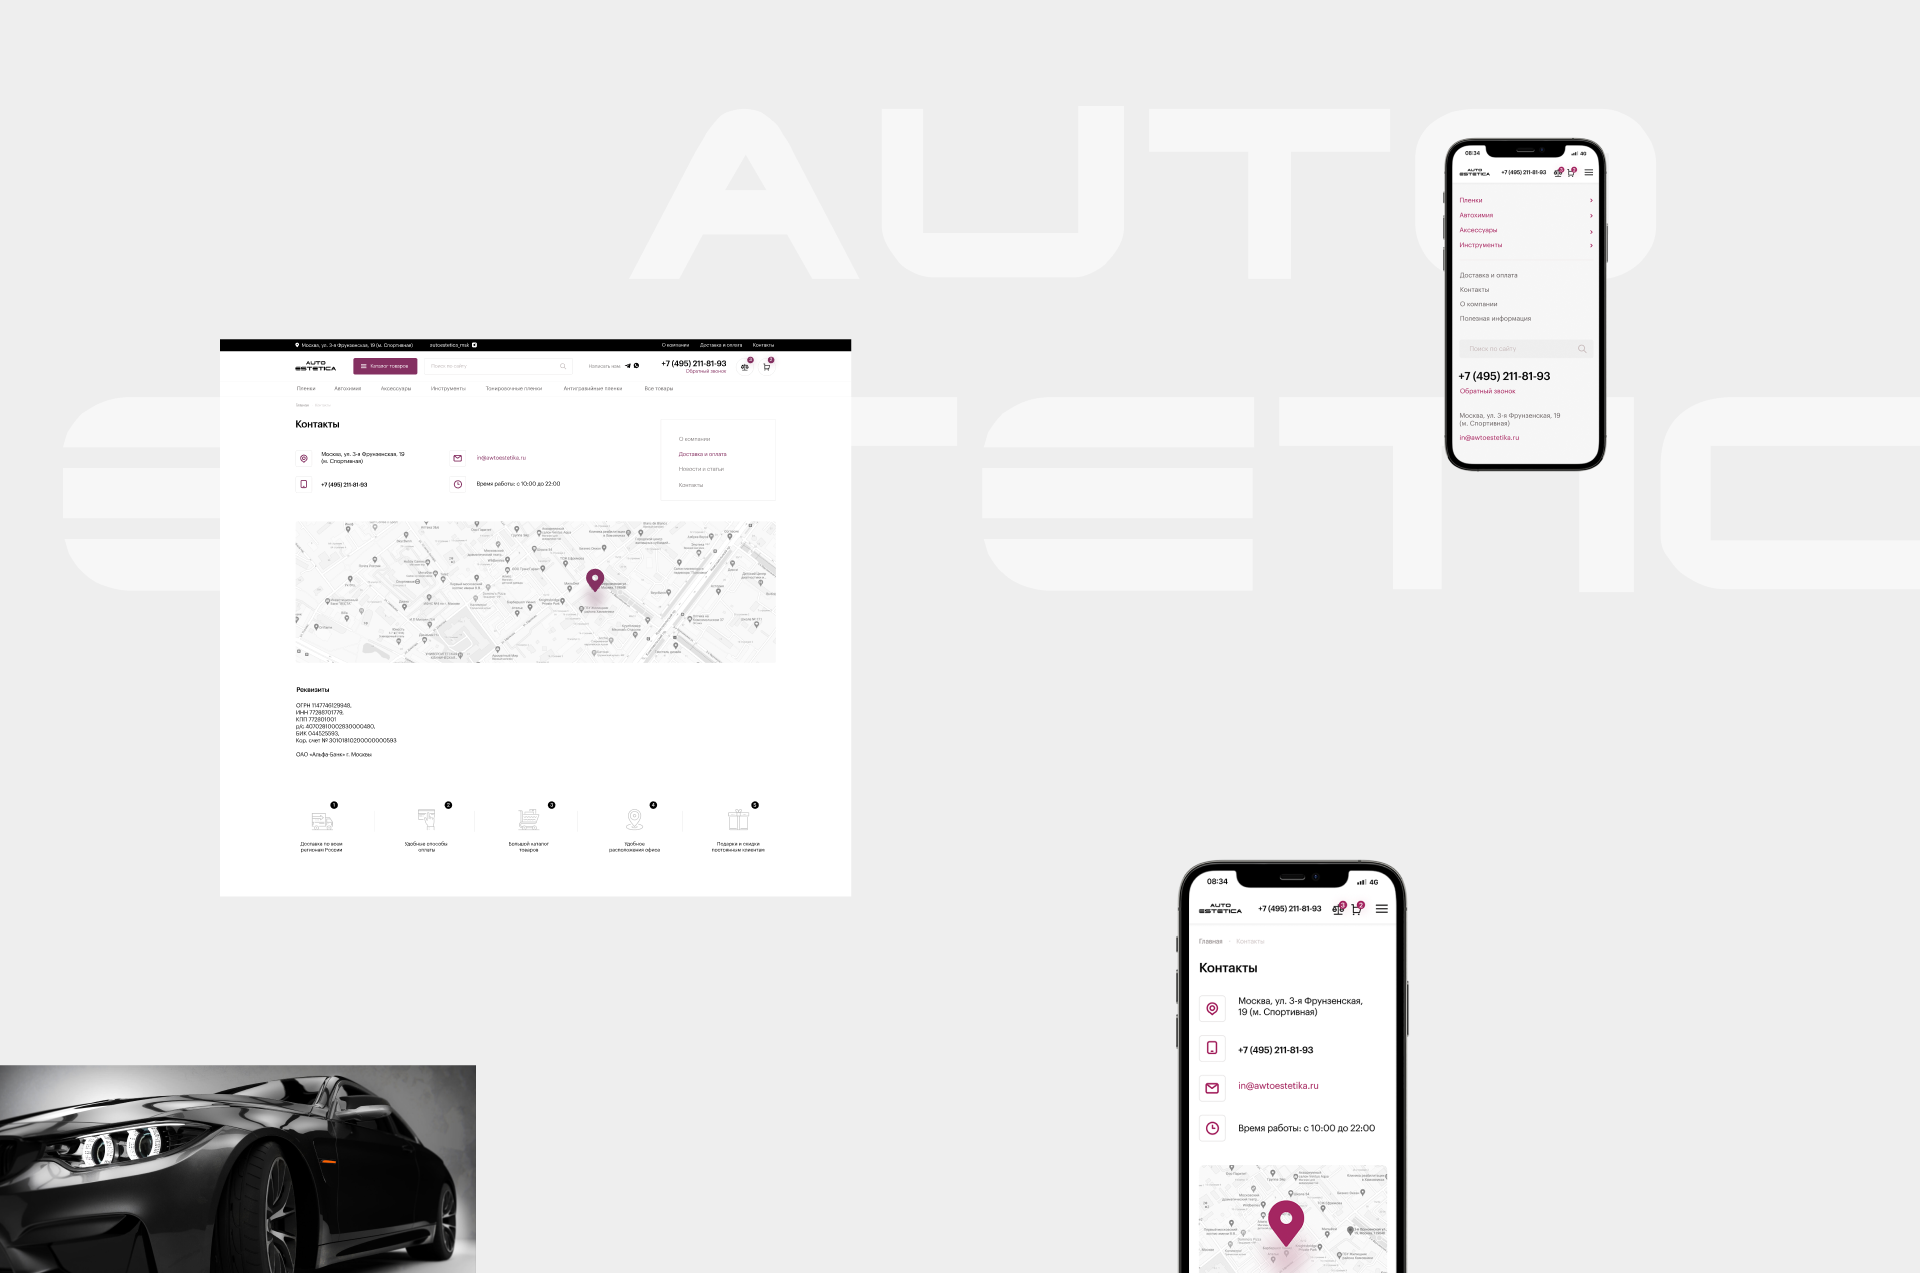 AUTO
ESTETIC
Москва, ул. 3-я Фрунзенская, 19 (м. Спортивная)
autoestetica_msk
О компании
Доставка и оплата
Контакты
AUTO
ESTETICA
Каталог товаров
Поиск по сайту
Написать нам
+7 (495) 211-81-93
Обратный звонок
Пленки
Автохимия
Аксессуары
Инструменты
Тонировочные пленки
Антигравийные пленки
Все товары
Главная
Контакты
Контакты
Москва, ул. 3-я Фрунзенская, 19
(м. Спортивная)
in@awtoestetika.ru
+7 (495) 211-81-93
Время работы: с 10:00 до 22:00
О компании
Доставка и оплата
Новости и статьи
Контакты
Реквизиты
ОГРН 1147746129948,
ИНН 77268701779,
КПП 772801001
р/с 40702810002830000480,
БИК 044525593,
Кор. счет № 30101810200000000593
ОАО «Альфа-Банк» г. Москвы
1
Доставка по всем
регионам России
2
Удобные способы
оплаты
3
Большой каталог
товаров
4
Удобное
расположение офиса
5
Подарки и скидки
постоянным клиентам
08:34
4G
AUTO
ESTETICA
+7 (495) 211-81-93
Пленки
Автохимия
Аксессуары
Инструменты
Доставка и оплата
Контакты
О компании
Полезная информация
Поиск по сайту
+7 (495) 211-81-93
Обратный звонок
Москва, ул. 3-я Фрунзенская, 19
(м. Спортивная)
in@awtoestetika.ru
08:34
4G
AUTO
ESTETICA
+7 (495) 211-81-93
3
2
Главная
Контакты
Контакты
Москва, ул. 3-я Фрунзенская,
19 (м. Спортивная)
+7 (495) 211-81-93
in@awtoestetika.ru
Время работы: с 10:00 до 22:00